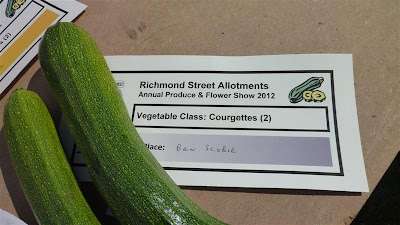 Richmond Street Allotments
Annual Produce & Flower Show 2012
Vegetable Class: Courgettes (2)
lace: Ben Scobie